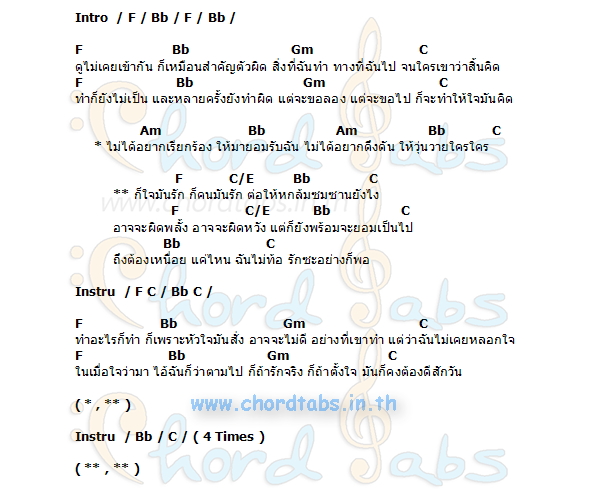 Intro / F / Bb / F / Bb /
F Bb Gm C
ดูไม่เคยเข้ากัน ก็เหมือนสำคัญตัวผิด สิ่งที่ฉันทำ ทางที่ฉันไป จนใครเขาว่าสิ้นคิด
F Bb Gm C
ทำก็ยังไม่เป็น และหลายครั้งยังทำผิด แต่จะขอลอง แต่จะขอไป ก็จะทำให้ใจมันคิด
Am Bb Am Bb C
* ไม่ได้อยากเรียกร้อง ให้มายอมรับฉัน ไม่ได้อยากดึงดัน ให้วุ่นวายใครใคร
F C/E Bb C
** ก็ใจมันรัก ก็คนมันรัก ต่อให้หกล้มซมซานยังไง
F C/E Bb C
อาจจะผิดพลั้ง อาจจะผิดหวัง แต่ก็ยังพร้อมจะยอมเป็นไป
Bb C
ถึงต้องเหนื่อย แค่ไหน ฉันไม่ท้อ รักซะอย่างก็พอ
Instru / F C / Bb C /
F Bb Gm C
ทำอะไรก็ทำ ก็เพราะหัวใจมันสั่ง อาจจะไม่ดี อย่างที่เขาทำ แต่ว่าฉันไม่เคยหลอกใจ
F Bb Gm C
ในเมื่อใจว่ามา ไอ้ฉันก็ว่าตามไป ก็ถ้ารักจริง ก็ถ้าตั้งใจ มันก็คงต้องดีสักวัน
( * , ** )
www.chordtabs.in.th
Instru / Bb / C / ( 4 Times )
( ** , ** )